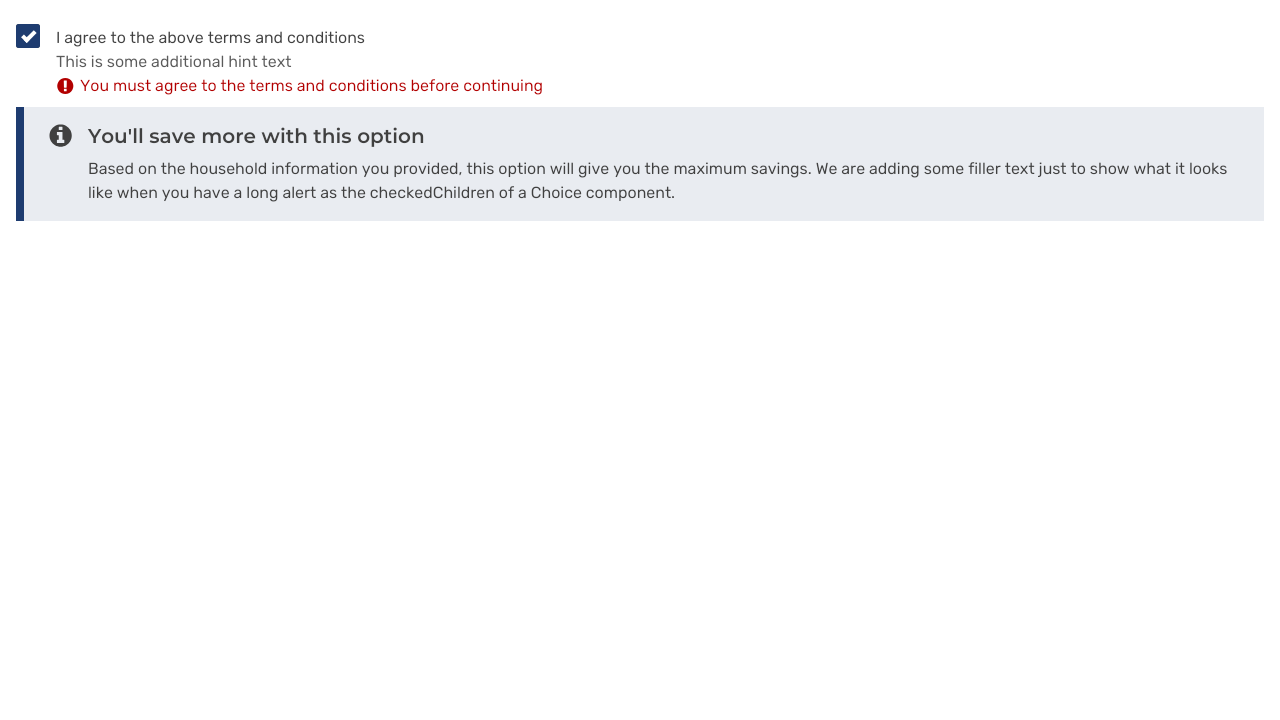 I agree to the above terms and conditions
This is some additional hint text
You must agree to the terms and conditions before continuing
You'll save more with this option
Based on the household information you provided, this option will give you the maximum savings. We are adding some filler text just to show what it looks
like when you have a long alert as the checkedChildren of a Choice component.